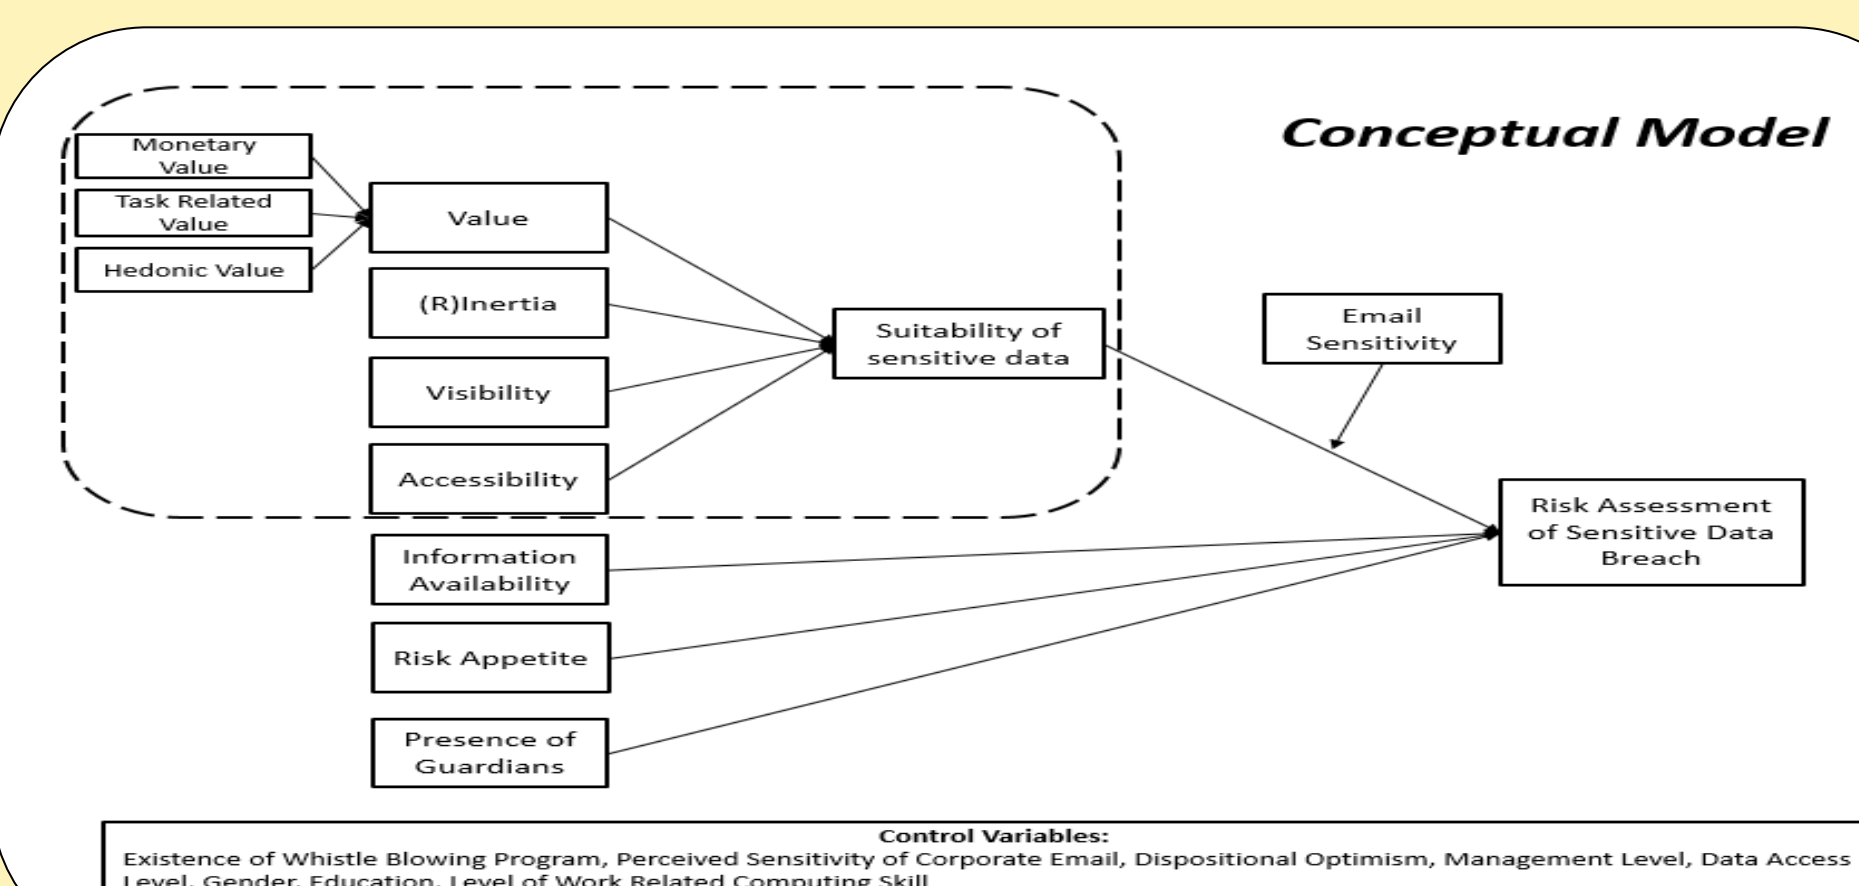 Conceptual Model
Monetary
Value
Task Related
Value
Hedonic Value
Value
(R)Inertia
Visibility
Accessibility
Suitability of
sensitive data
Email
Sensitivity
Risk Assessment
of Sensitive Data
Breach
Information
Availability
Risk Appetite
Presence of
Guardians
Control Variables:
Existence of Whistle Blowing Program, Perceived Sensitivity of Corporate Email, Dispositional Optimism, Management Level, Data Access
Level, Gender, Education, Level of Work Related Computing Skill